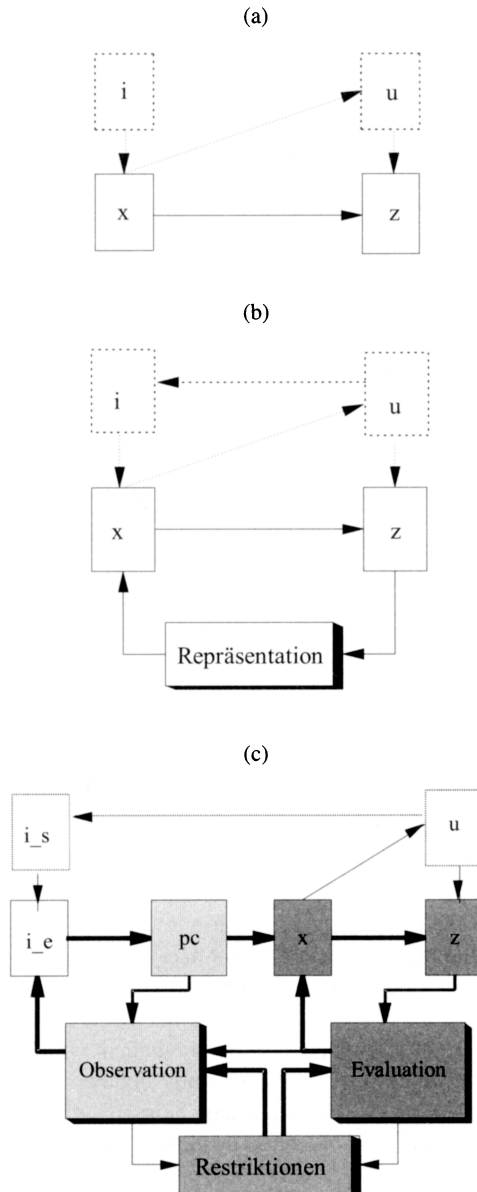 (a)
i
u
x
z
(b)
i
u
x
z
Repräsentation
(c)
i_s
u
i_e
pc
x
z
Observation
Evaluation
Restriktionen